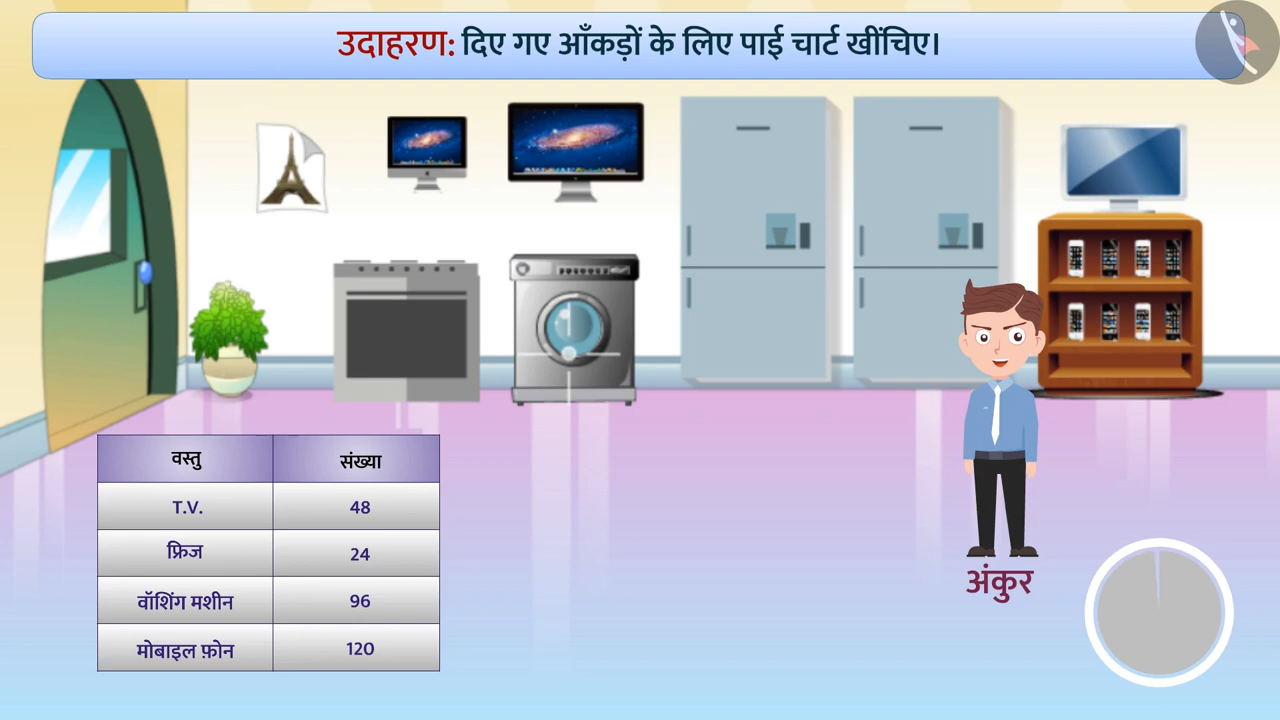 उदाहरण: दिए गए आँकड़ों के लिए पाई चार्ट खींचिए।
वस्तु संख्या
T.V. 48
फ्रिज 24
वॉशिंग मशीन 96
मोबाइल फ़ोन 120
अंकुर